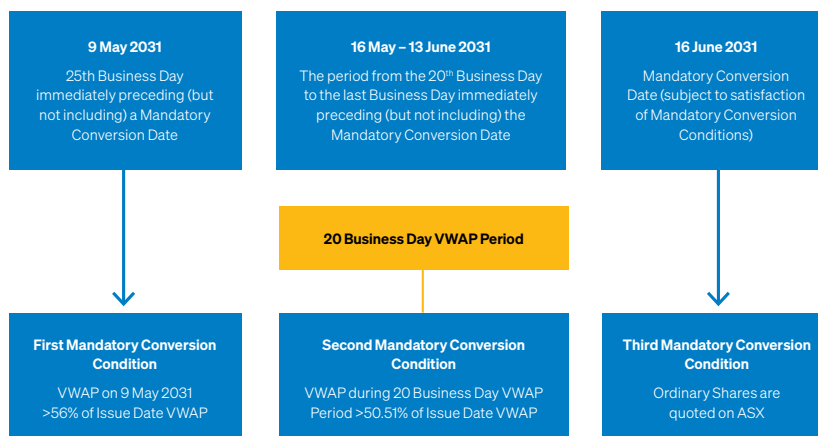 9 May 2031
25th Business Day
immediately preceding (but
not including) a Mandatory
Conversion Date
16 May – 13 June 2031
The period from the 20th Business Day
to the last Business Day immediately
preceding (but not including) the
Mandatory Conversion Date
16 June 2031
Mandatory Conversion
Date (subject to satisfaction
of Mandatory Conversion
Conditions)
20 Business Day VWAP Period
First Mandatory Conversion
Condition
VWAP on 9 May 2031
>56% of Issue Date VWAP
Second Mandatory Conversion
Condition
VWAP during 20 Business Day VWAP
Period >50.51% of Issue Date VWAP
Third Mandatory Conversion
Condition
Ordinary Shares are
quoted on ASX